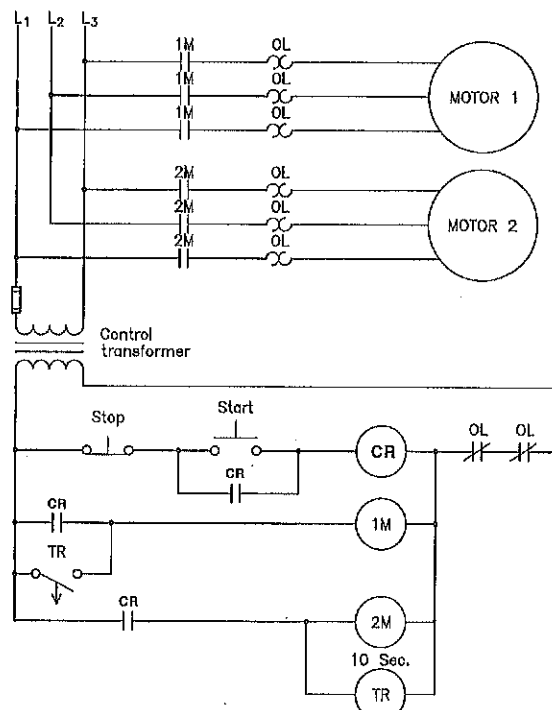 L1 L2 L3
1M OL
1M OL
MOTOR 1
1M OL
2M OL
2M OL
MOTOR 2
2M OL
Control
transformer
Stop
Start
CR
OL OL
CR
CR
1M
TR
CR
2M
10 Sec.
TR